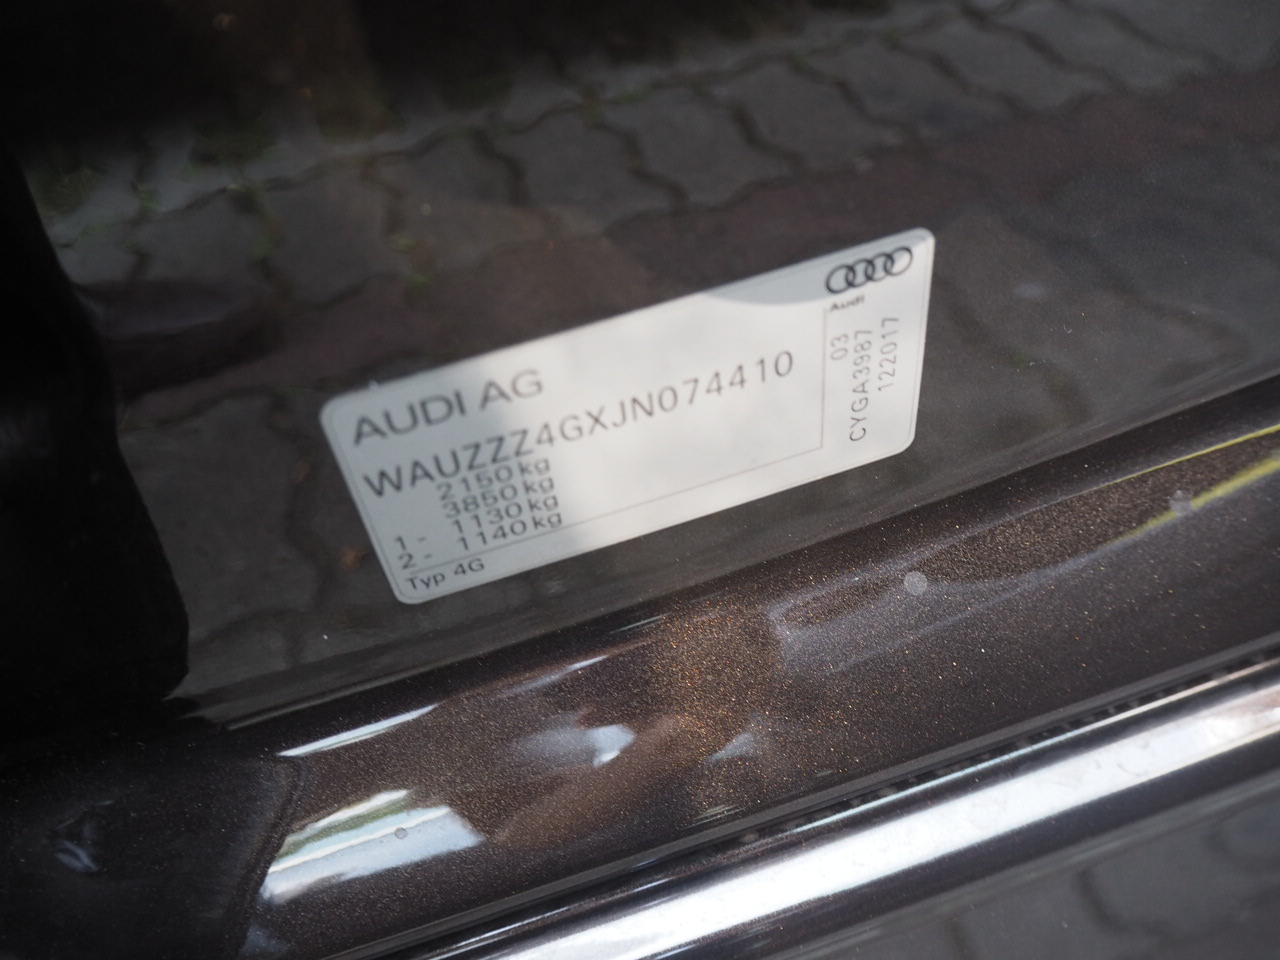 AUDI AG
WAUZZZ4GXJN074410
2150 kg
3850 kg
1 - 1130 kg
2 - 1140 kg
Typ 4G
Audi
03
CYGA3987
122017